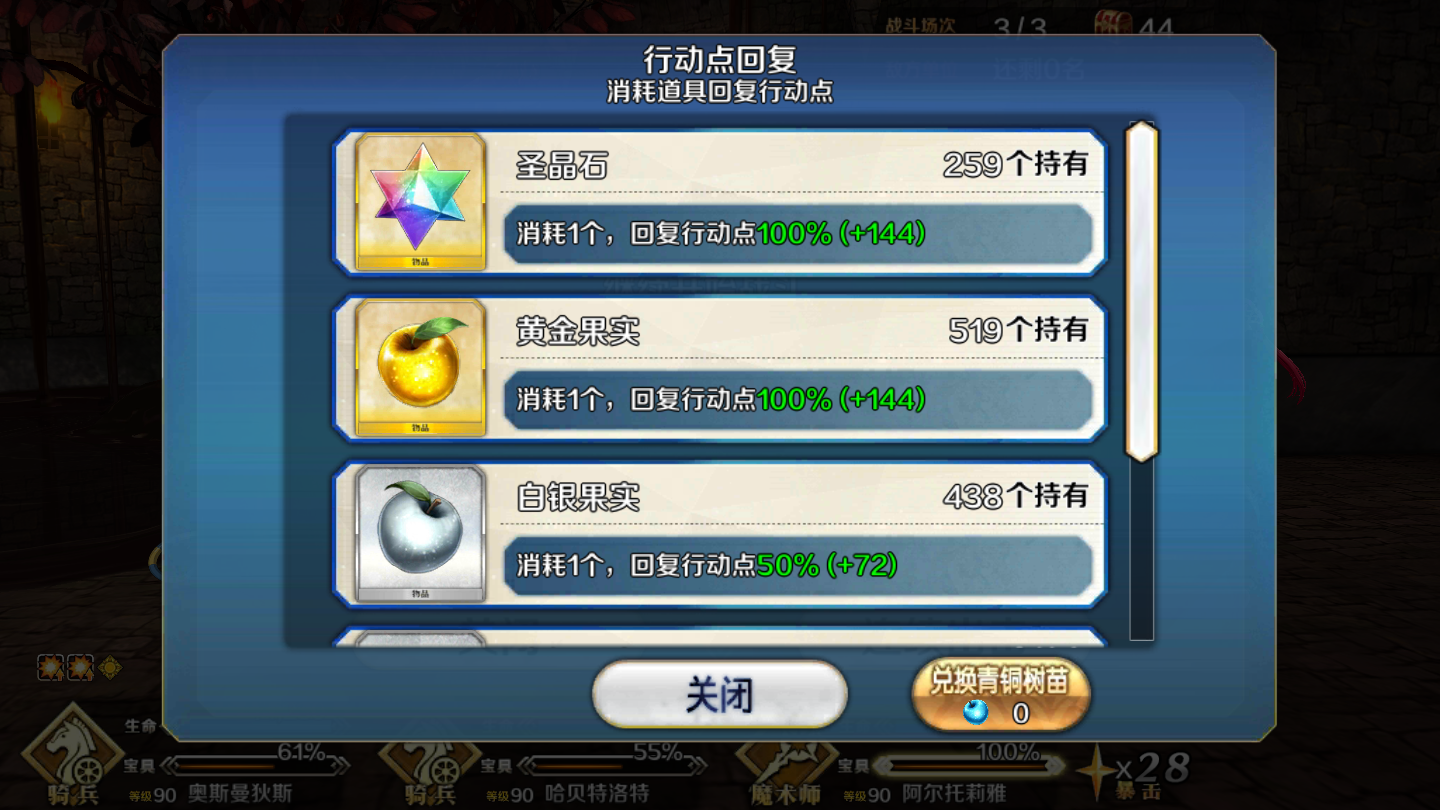 战斗场次 3/3 44
还剩0名
行动点回复
消耗道具回复行动点
圣晶石 259个持有
消耗1个，回复行动点100% (+144)
物品
黄金果实 519个持有
消耗1个，回复行动点100% (+144)
物品
白银果实 438个持有
消耗1个，回复行动点50% (+72)
物品
关闭
兑换青铜树苗
0
生命
宝具 61% 宝具 55% 宝具 100%
x28
暴击
骑兵 等级90 奥斯曼狄斯 骑兵 等级90 哈贝特洛特 魔术师 等级90 阿尔托莉雅